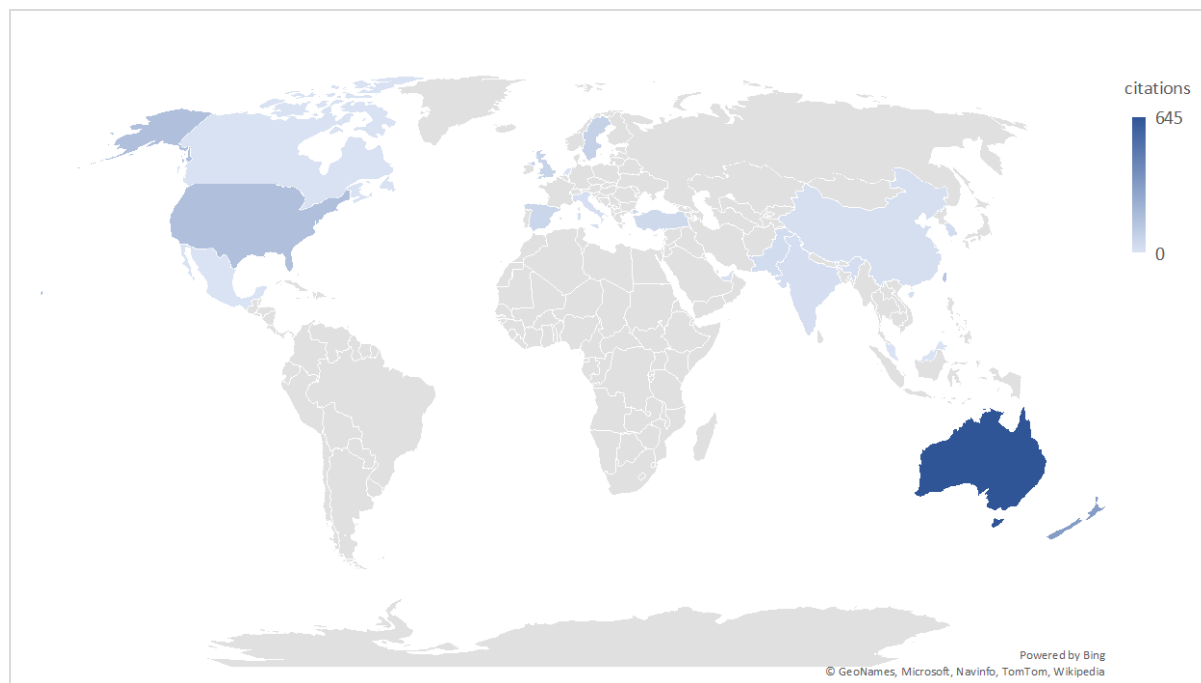 citations
645
0
Powered by Bing
© GeoNames, Microsoft, Navinfo, TomTom, Wikipedia